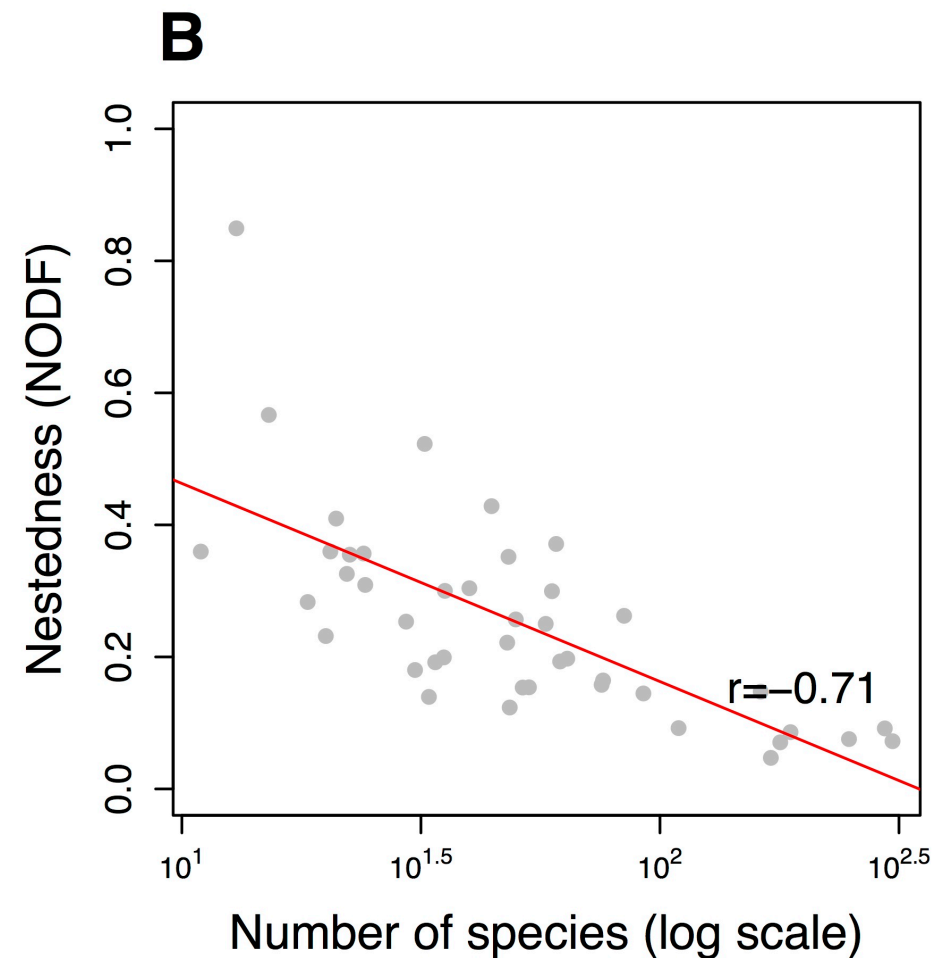 B
Nestedness (NODF)
1.0
0.8
0.6
0.4
0.2
0.0
r=−0.71
10^1
10^1.5
10^2
10^2.5
Number of species (log scale)